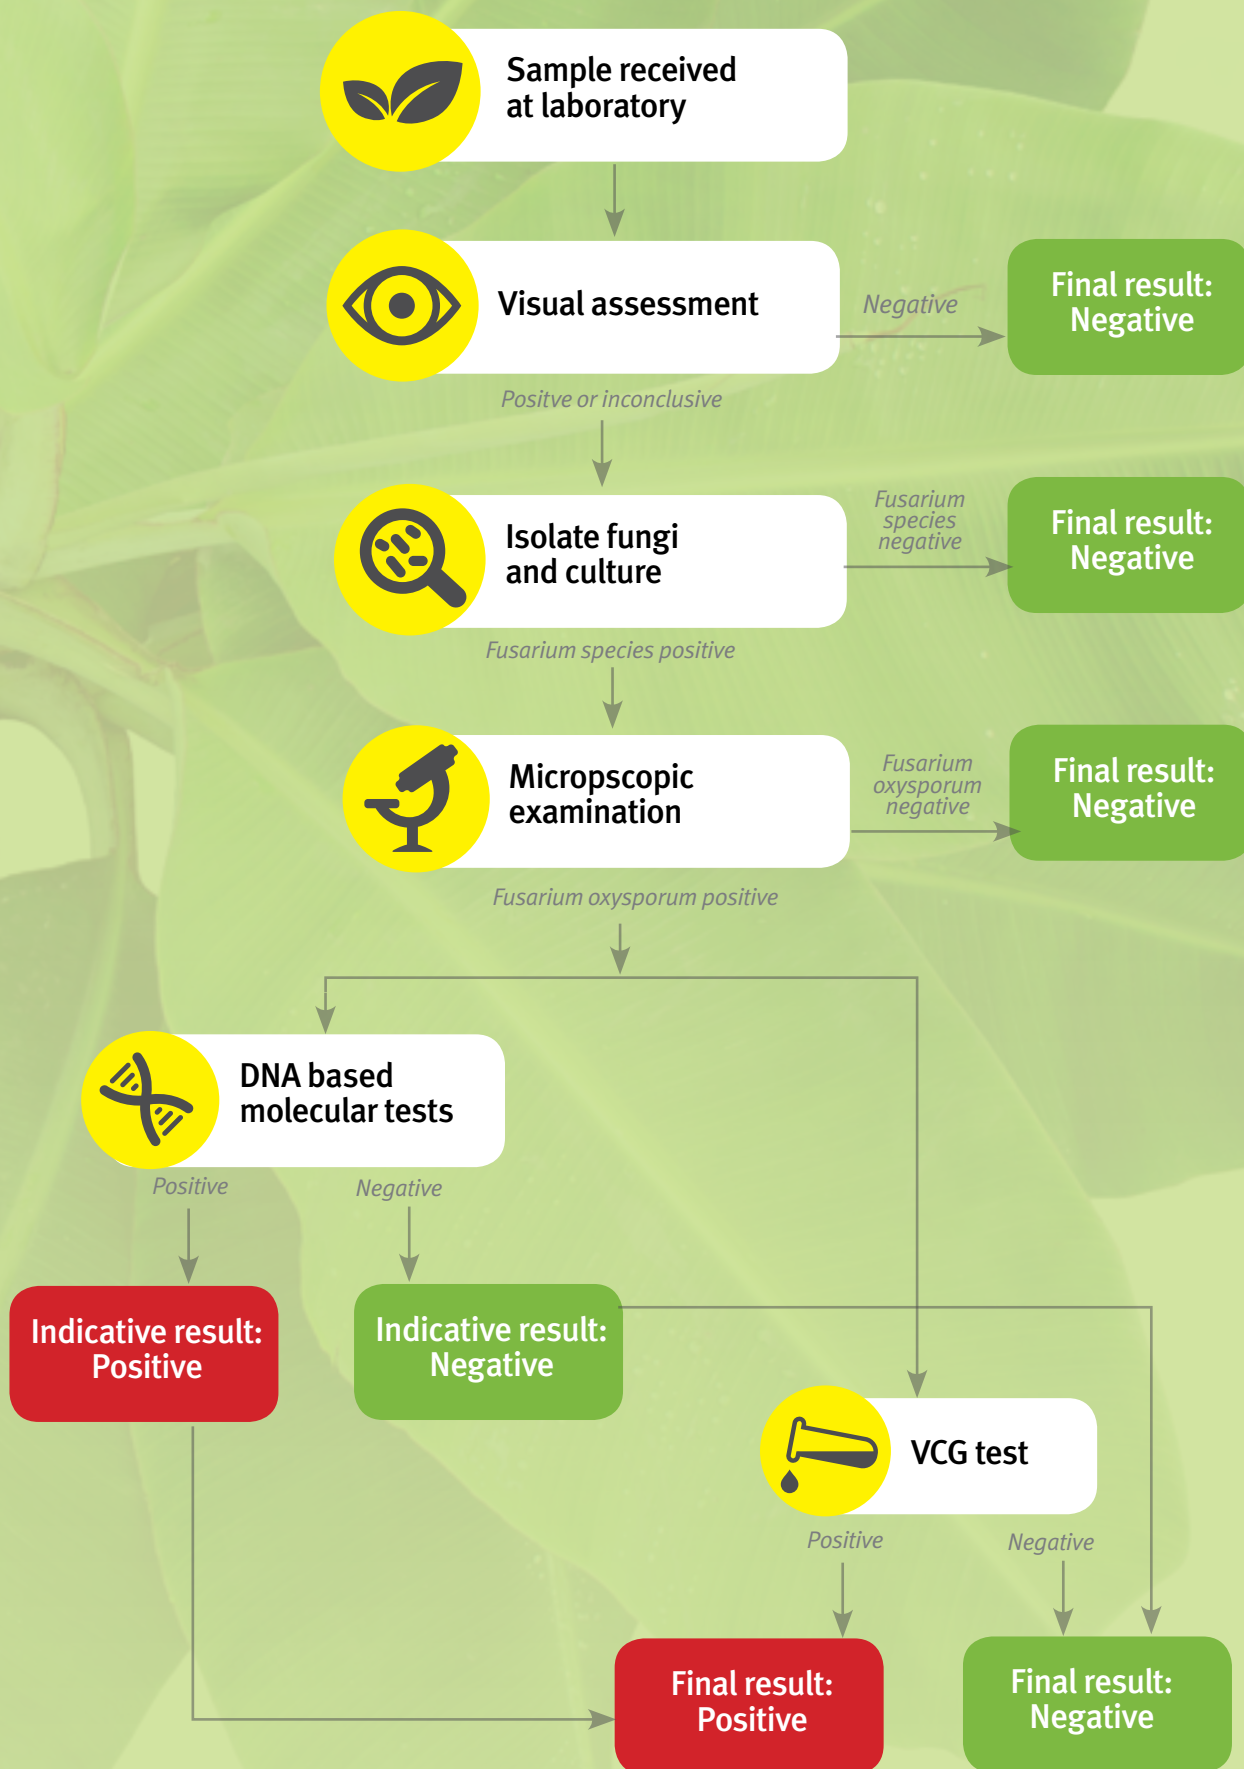 Sample received
at laboratory
Visual assessment
Negative
Final result:
Negative
Positve or inconclusive
Isolate fungi
and culture
Fusarium
species
negative
Final result:
Negative
Fusarium species positive
Micropscopic
examination
Fusarium
oxysporum
negative
Final result:
Negative
Fusarium oxysporum positive
DNA based
molecular tests
Positive
Negative
Indicative result:
Positive
Indicative result:
Negative
VCG test
Positive
Negative
Final result:
Positive
Final result:
Negative